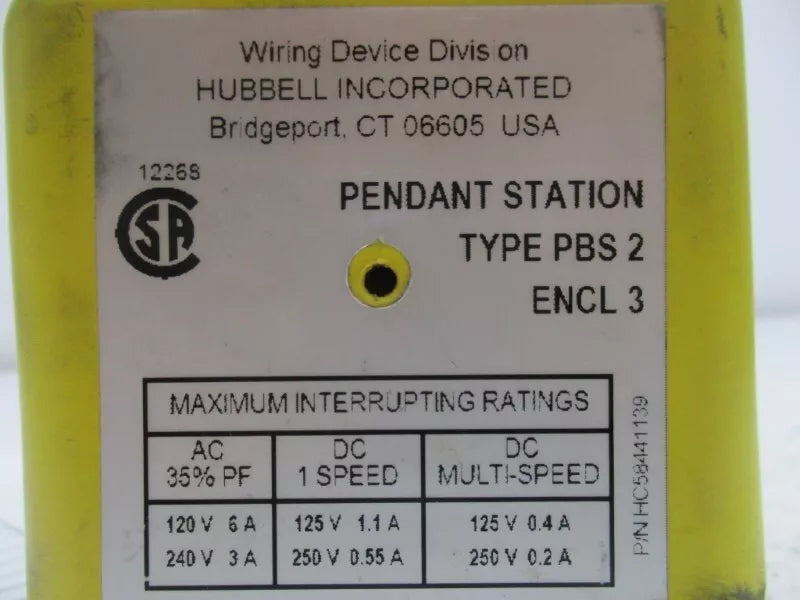 Wiring Device Division
HUBBELL INCORPORATED
Bridgeport, CT 06605 USA
12268
SA
PENDANT STATION
TYPE PBS 2
ENCL 3
MAXIMUM INTERRUPTING RATINGS
AC DC DC
35% PF 1 SPEED MULTI-SPEED
120 V 6 A 125 V 1.1 A 125 V 0.4 A
240 V 3 A 250 V 0.55 A 250 V 0.2 A
P/N HC58441139